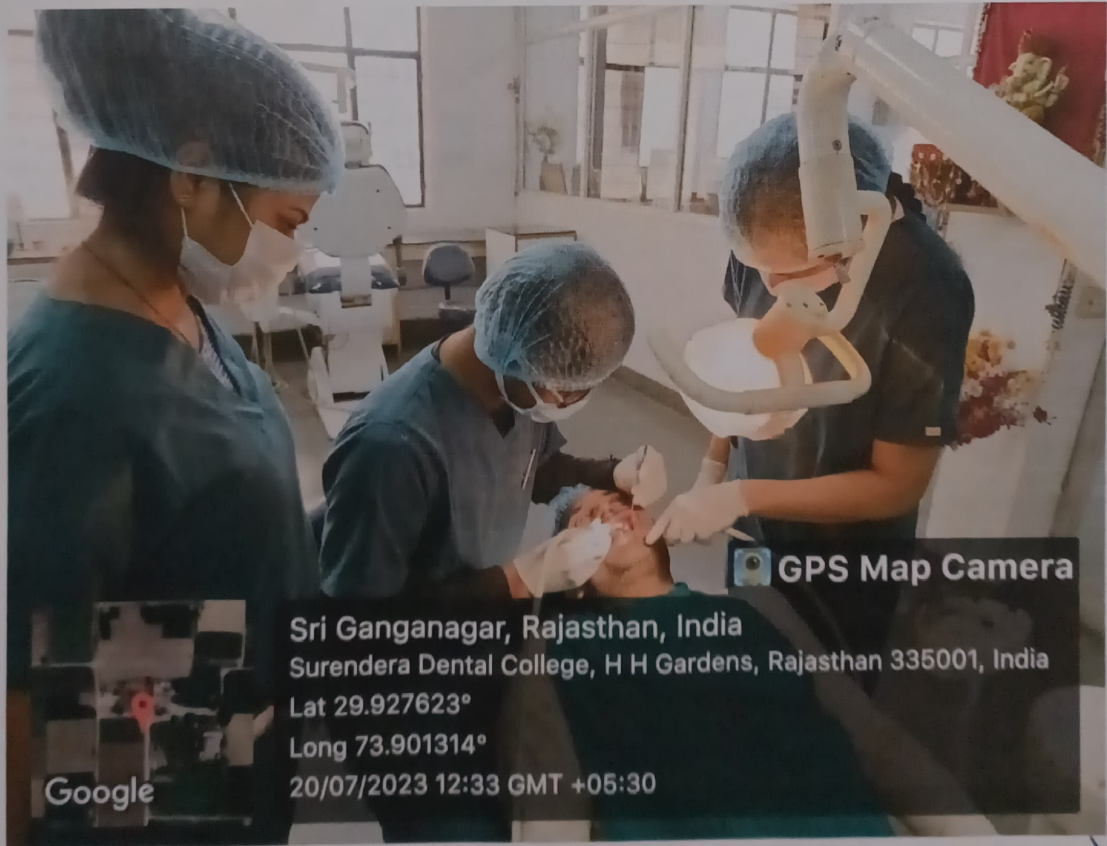 GPS Map Camera
Sri Ganganagar, Rajasthan, India
Surendera Dental College, H H Gardens, Rajasthan 335001, India
Lat 29.927623°
Long 73.901314°
20/07/2023 12:33 GMT +05:30
Google